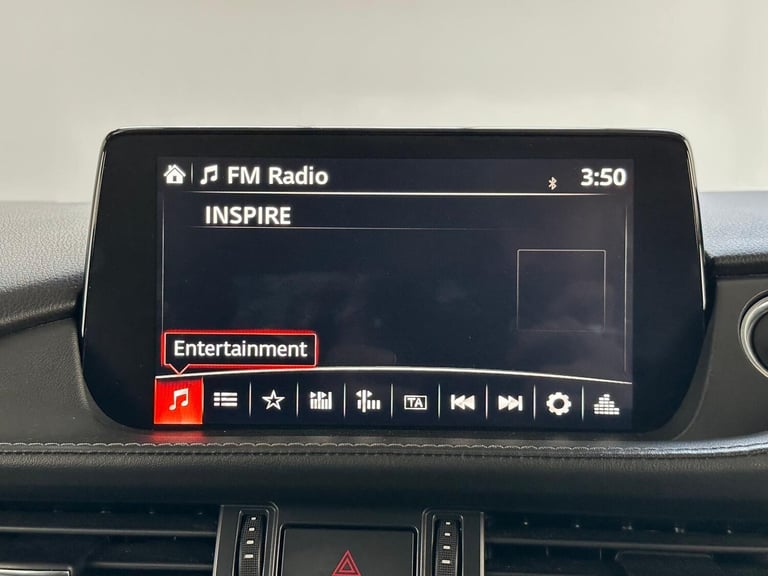 FM Radio 3:50
INSPIRE
Entertainment
TA